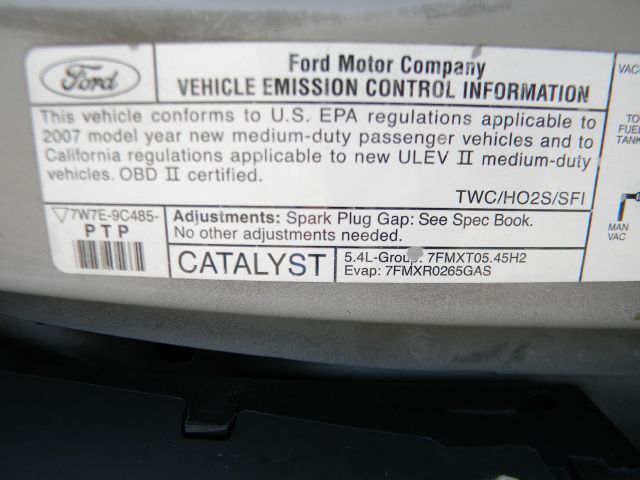 Ford
Ford Motor Company
VEHICLE EMISSION CONTROL INFORMATION
This vehicle conforms to U.S. EPA regulations applicable to
2007 model year new medium-duty passenger vehicles and to
California regulations applicable to new ULEV II medium-duty
vehicles. OBD II certified.
TWC/HO2S/SFI
7W7E-9C485-
PTP
Adjustments: Spark Plug Gap: See Spec Book.
No other adjustments needed.
CATALYST
5.4L-Group: 7FMXT05.45H2
Evap: 7FMXR0265GAS
VAC
TO
FUEL
TANK
MAN
VAC